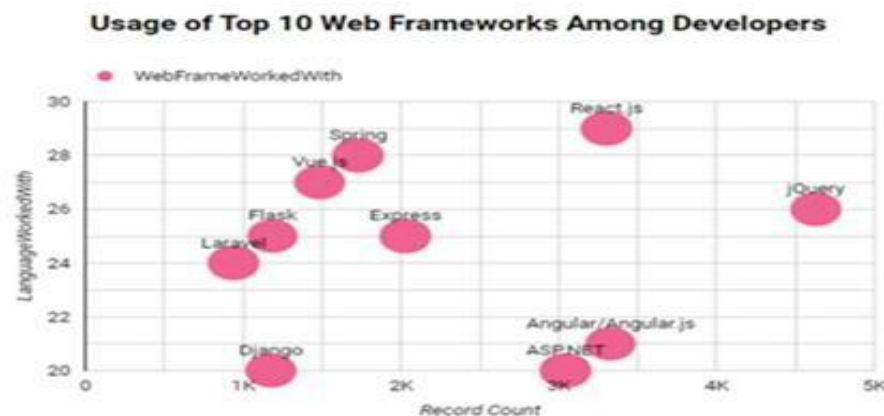 Usage of Top 10 Web Frameworks Among Developers
WebFrameWorkedWith
30
React.js
Spring
28
Vue.js
jQuery
26
Flask
Express
Laravel
24
22
Angular/Angular.js
Django
ASP.NET
20
0
1K
2K
3K
4K
5K
LanguageWorkedWith
Record Count